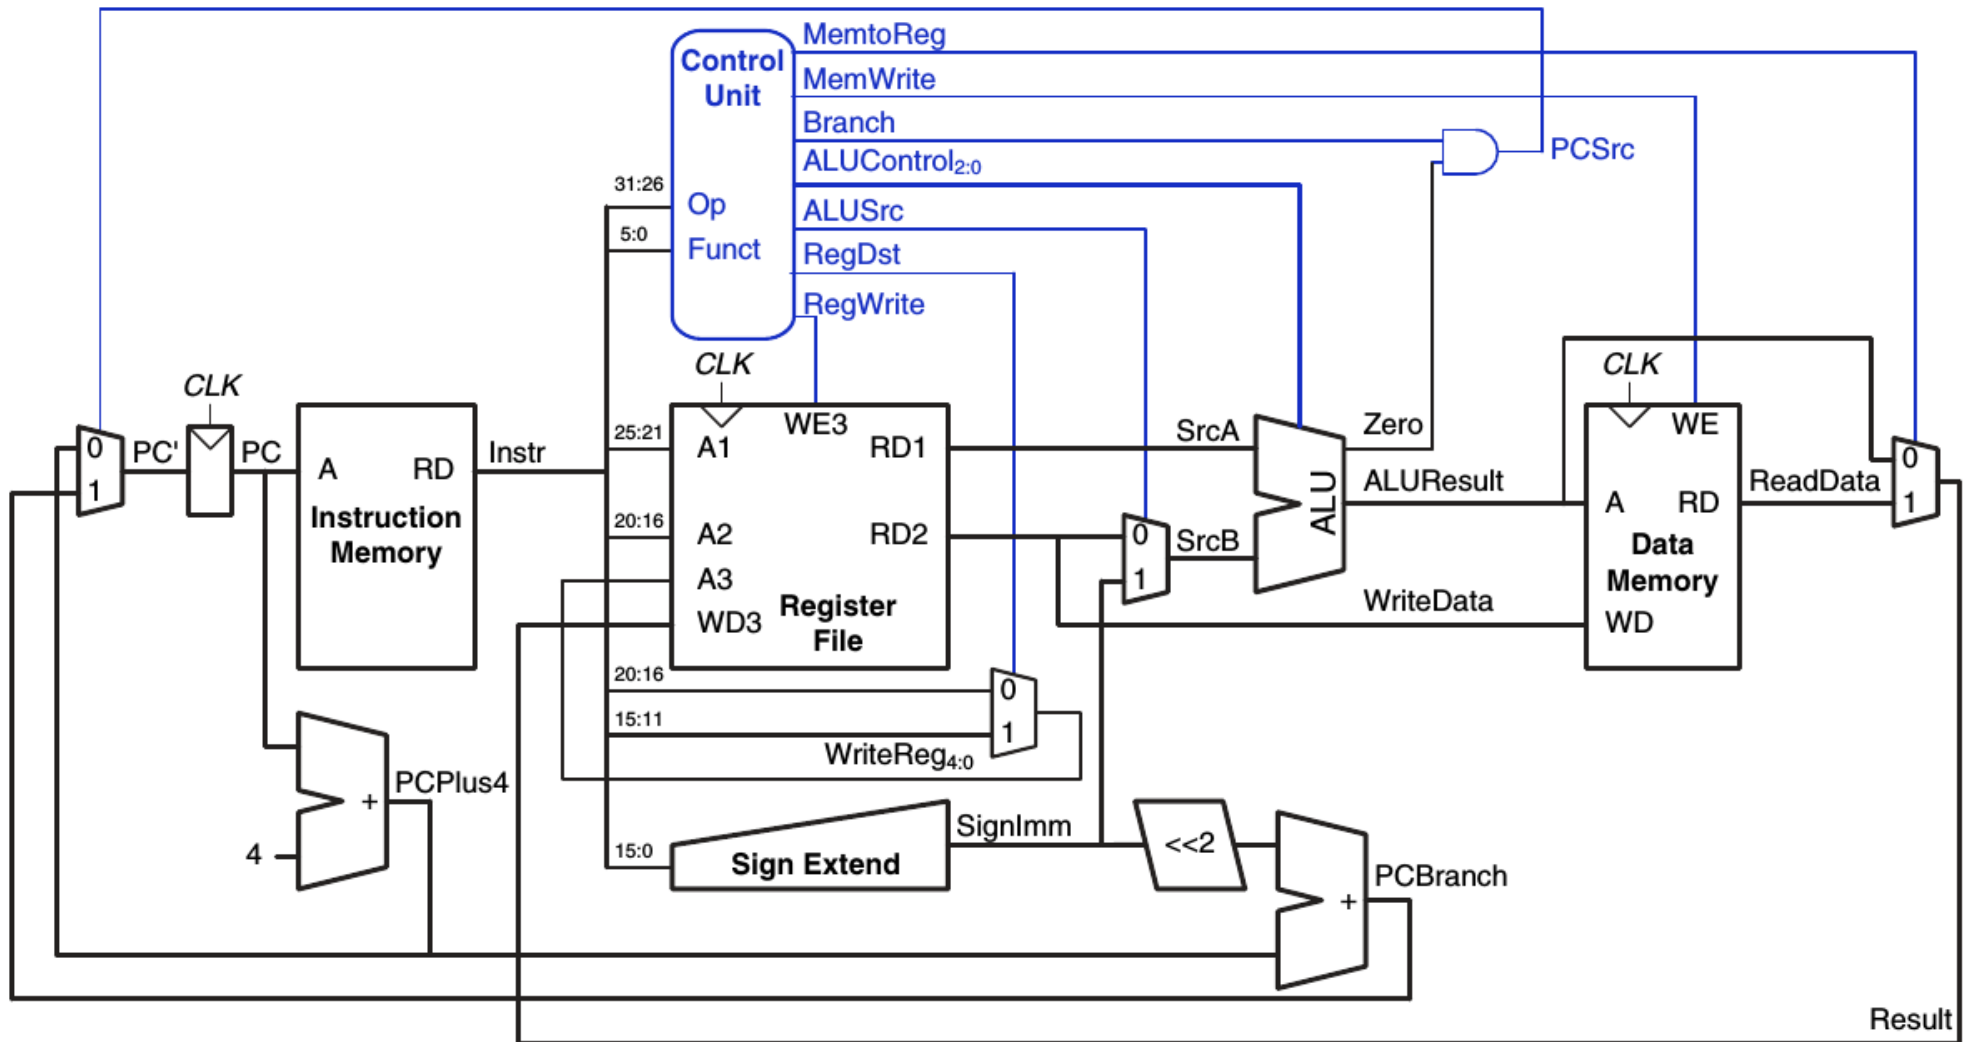 MemtoReg
Control
Unit
MemWrite
Branch
PCSrc
ALUControl2:0
31:26
Op
ALUSrc
5:0
Funct
RegDst
RegWrite
CLK
CLK
CLK
WE3
WE
0
PC'
PC
A
RD
Instr
25:21
A1
RD1
SrcA
Zero
0
1
Instruction
Memory
ALU
ALUResult
A
RD
ReadData
1
20:16
A2
RD2
0
SrcB
Data
Memory
A3
1
Register
File
WriteData
WD3
WD
20:16
0
15:11
1
WriteReg4:0
PCPlus4
+
4
15:0
Sign Extend
SignImm
<<2
PCBranch
+
Result